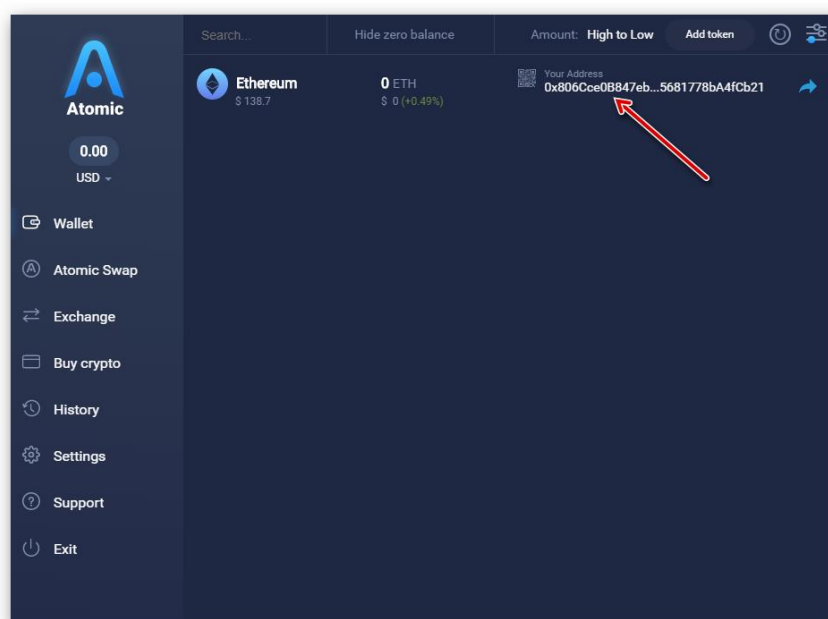 Search...
Hide zero balance
Amount: High to Low
Add token
Atomic
0.00
USD
Wallet
Atomic Swap
Exchange
Buy crypto
History
Settings
Support
Exit
Ethereum
$ 138.7
0 ETH
$ 0 (+0.49%)
Your Address
0x806Cce0B847eb...5681778bA4fCb21